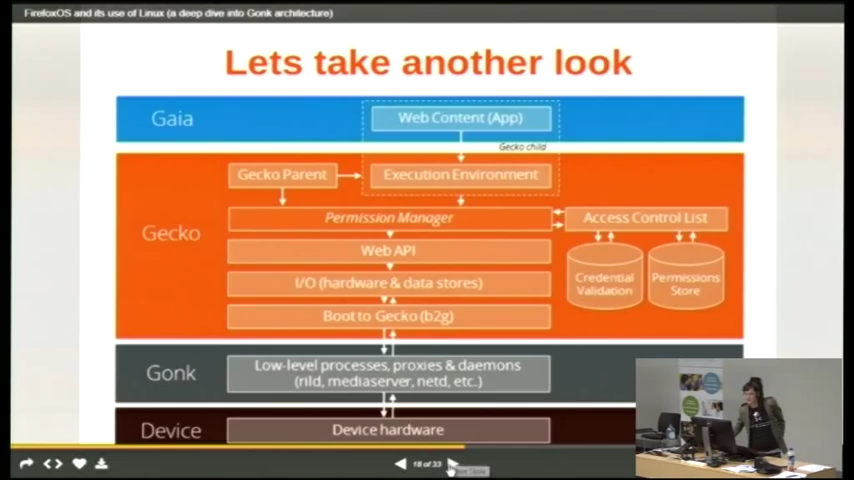 FirefoxOS and its use of Linux (a deep dive into Gonk architecture)
Lets take another look
Gaia
Web Content (App)
Gecko child
Gecko Parent
Execution Environment
Gecko
Permission Manager
Access Control List
Web API
I/O (hardware & data stores)
Credential
Validation
Permissions
Store
Boot to Gecko (b2g)
Gonk
Low-level processes, proxies & daemons
(rild, mediaserver, netd, etc.)
Device
Device hardware
18 of 33